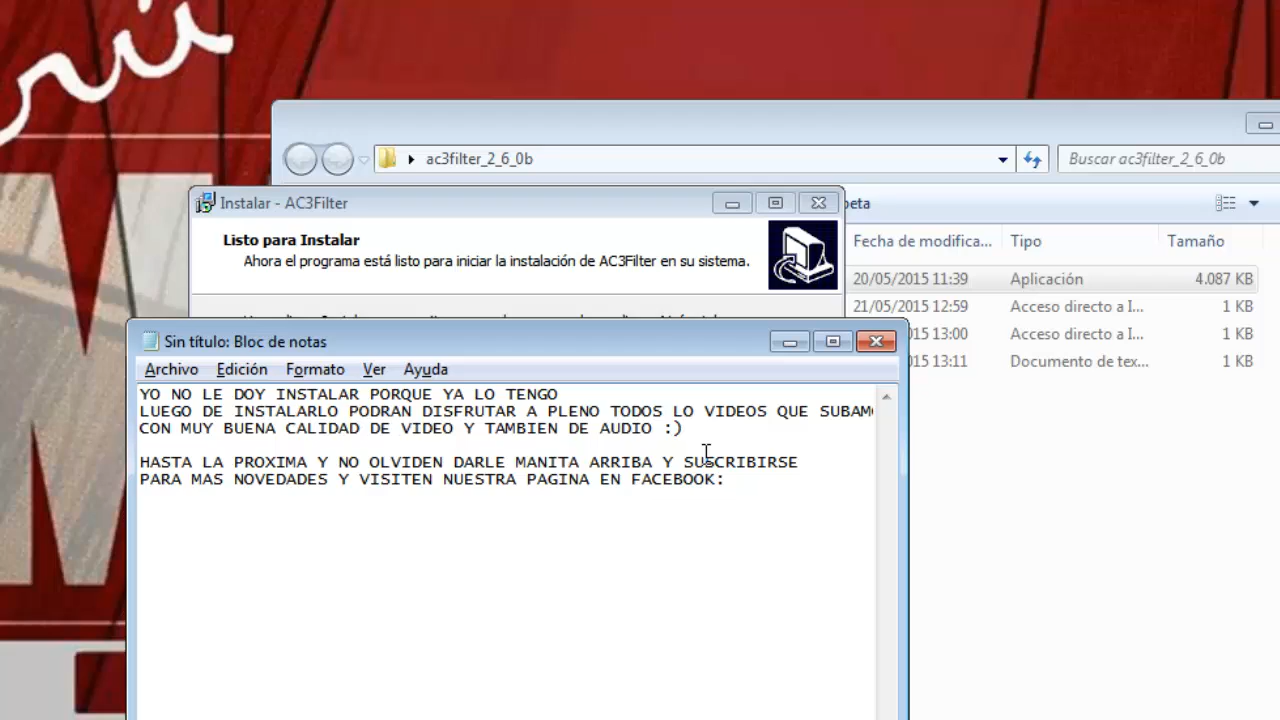 ac3filter_2_6_0b
Buscar ac3filter_2_6_0b
Instalar - AC3Filter
peta
Listo para Instalar
Ahora el programa está listo para iniciar la instalación de AC3Filter en su sistema.
Fecha de modifica... Tipo Tamaño
20/05/2015 11:39 Aplicación 4.087 KB
21/05/2015 12:59 Acceso directo a I... 1 KB
13:00 Acceso directo a I... 1 KB
13:11 Documento de tex... 1 KB
Sin título: Bloc de notas
Archivo Edición Formato Ver Ayuda
YO NO LE DOY INSTALAR PORQUE YA LO TENGO
LUEGO DE INSTALARLO PODRAN DISFRUTAR A PLENO TODOS LO VIDEOS QUE SUBAM
CON MUY BUENA CALIDAD DE VIDEO Y TAMBIEN DE AUDIO :)
HASTA LA PROXIMA Y NO OLVIDEN DARLE MANITA ARRIBA Y SUSCRIBIRSE
PARA MAS NOVEDADES Y VISITEN NUESTRA PAGINA EN FACEBOOK: